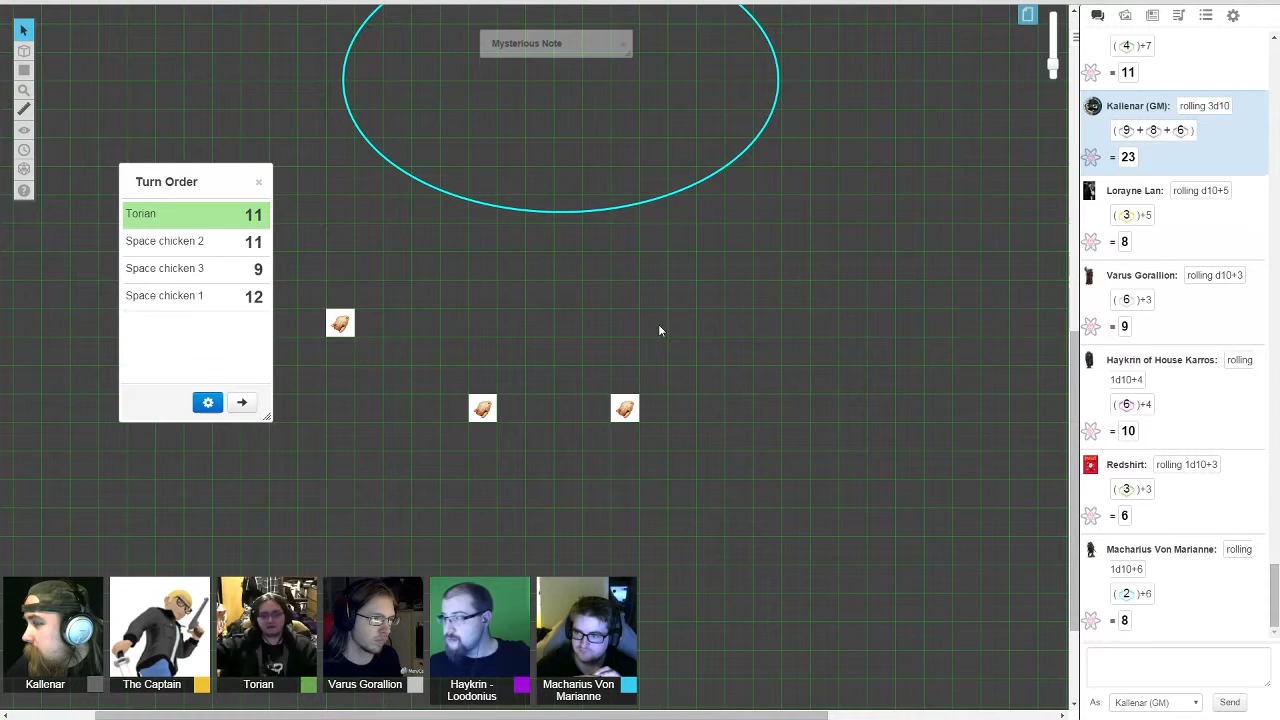 Mysterious Note
Turn Order
Torian 11
Space chicken 2 11
Space chicken 3 9
Space chicken 1 12
Kallenar
The Captain
Torian
Varus Gorallion
Haykrin -
Loodonius
Macharius Von
Marianne
(4)+7
= 11
Kallenar (GM): rolling 3d10
(9+8+6)
= 23
Lorayne Lan: rolling d10+5
(3)+5
= 8
Varus Gorallion: rolling d10+3
(6)+3
= 9
Haykrin of House Karros: rolling
1d10+4
(6)+4
= 10
Redshirt: rolling 1d10+3
(3)+3
= 6
Macharius Von Marianne: rolling
1d10+6
(2)+6
= 8
As: Kallenar (GM) Send